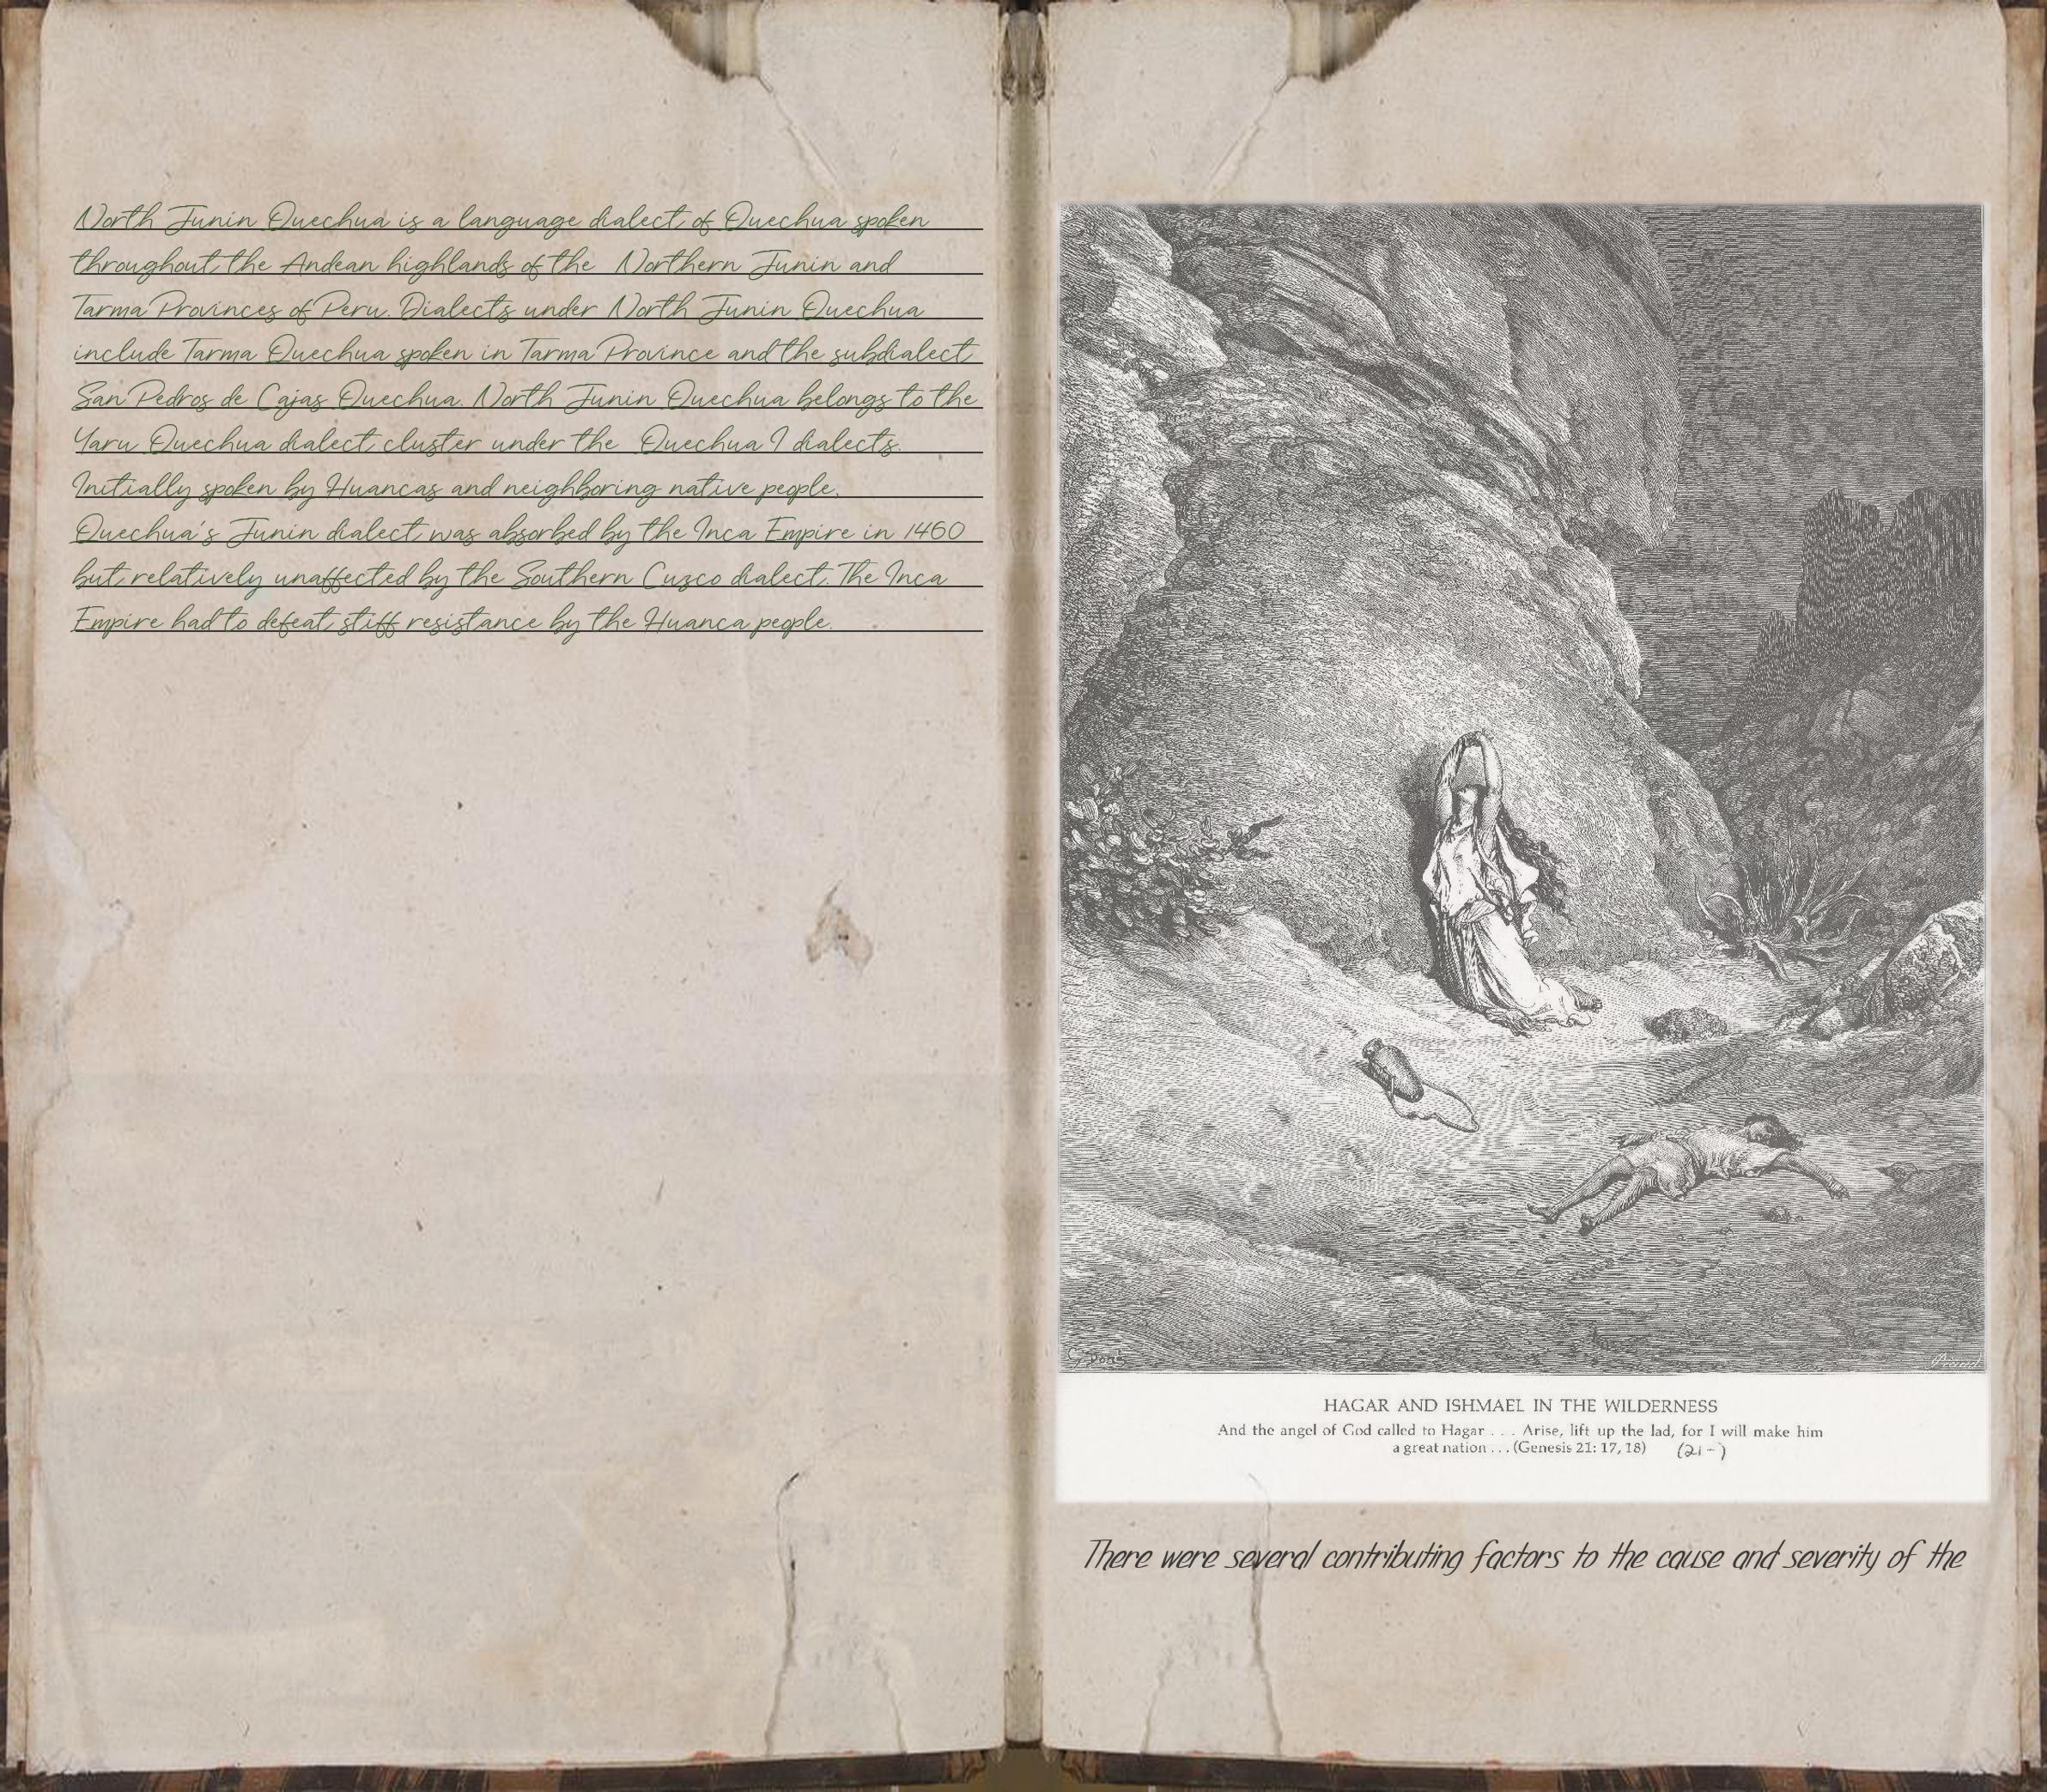 North Junin Quechua is a language dialect of Quechua spoken
throughout the Andean highlands of the Northern Junin and
Tarma Provinces of Peru. Dialects under North Junin Quechua
include Tarma Quechua spoken in Tarma Province and the subdialect
San Pedros de Cajas Quechua. North Junin Quechua belongs to the
Yaru Quechua dialect cluster under the Quechua I dialects.
Initially spoken by Huancas and neighboring native people,
Quechua's Junin dialect was absorbed by the Inca Empire in 1460
but relatively unaffected by the Southern Cuzco dialect. The Inca
Empire had to defeat stiff resistance by the Huanca people.
G. Doré
HAGAR AND ISHMAEL IN THE WILDERNESS
And the angel of God called to Hagar . . . Arise, lift up the lad, for I will make him
a great nation . . . (Genesis 21: 17, 18) (21-)
There were several contributing factors to the cause and severity of the